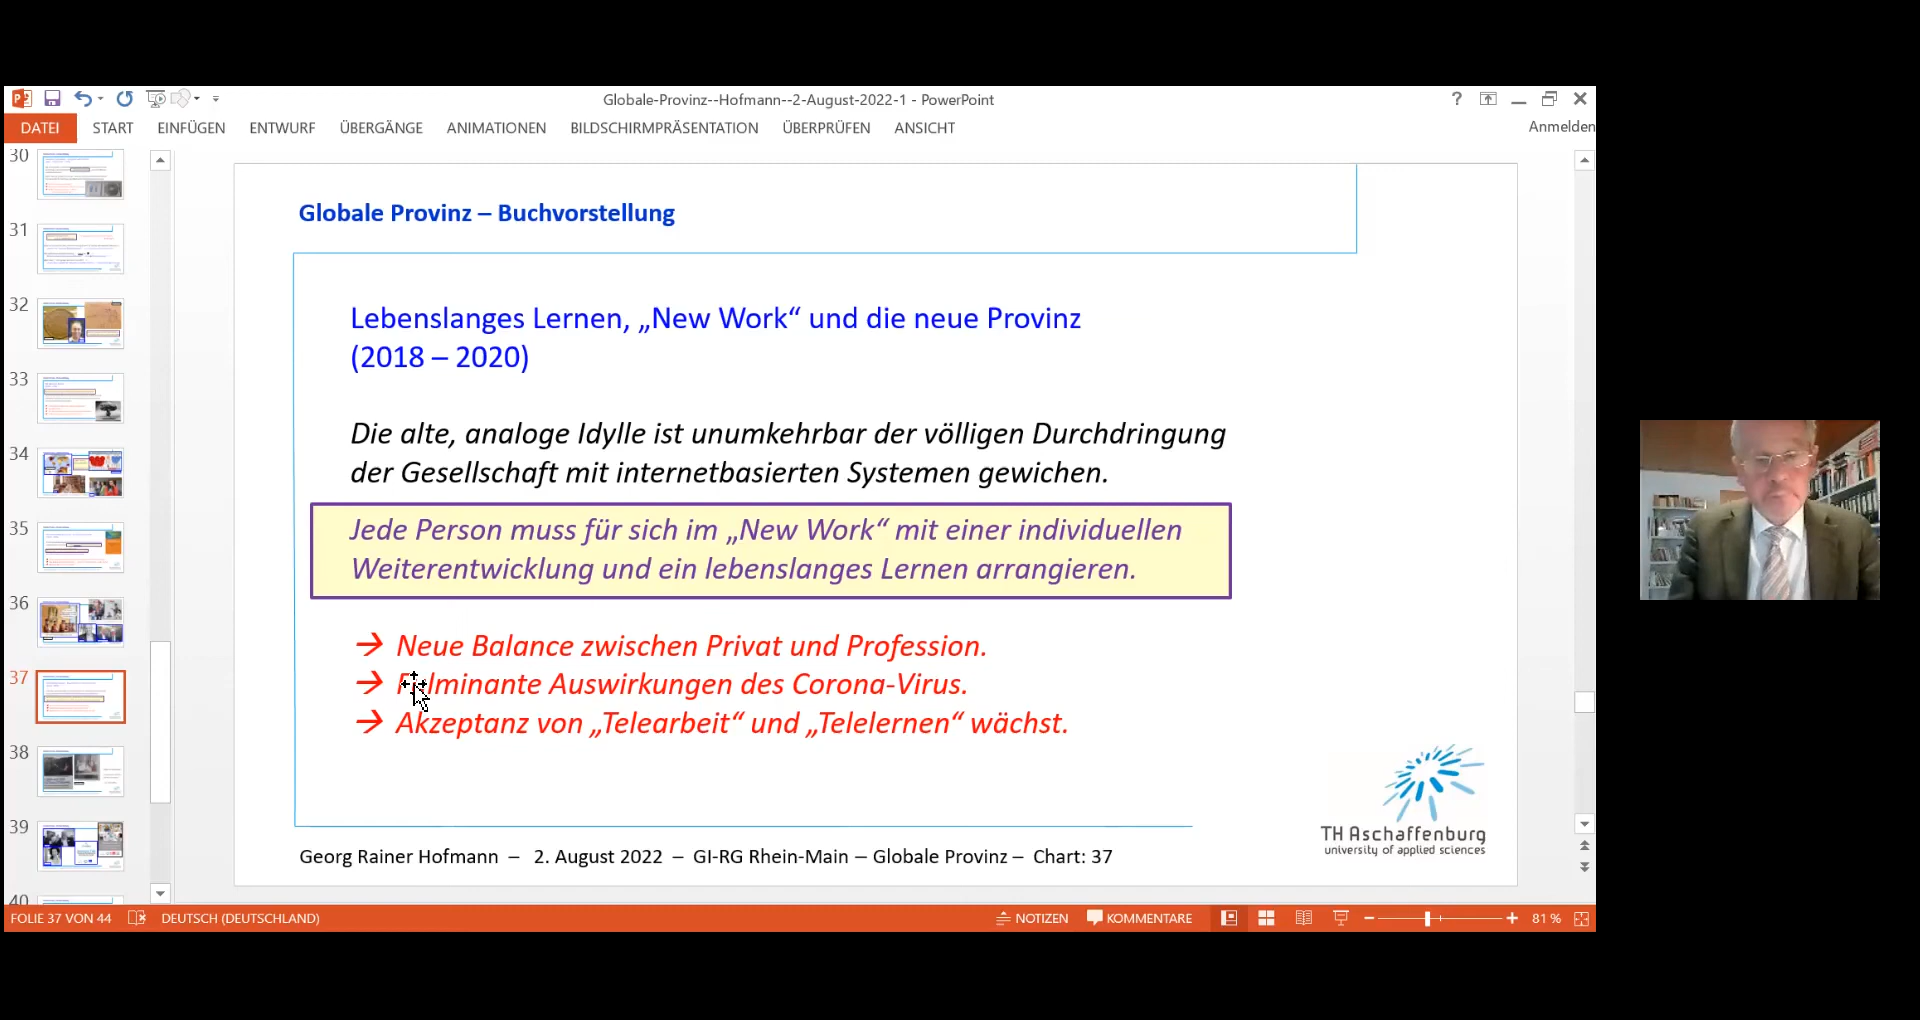 Globale-Provinz--Hofmann--2-August-2022-1 - PowerPoint
?
DATEI START EINFÜGEN ENTWURF ÜBERGÄNGE ANIMATIONEN BILDSCHIRMPRÄSENTATION ÜBERPRÜFEN ANSICHT Anmelden
30
31
32
33
34
35
36
37
38
39
40
Globale Provinz – Buchvorstellung
Lebenslanges Lernen, „New Work“ und die neue Provinz
(2018 – 2020)
Die alte, analoge Idylle ist unumkehrbar der völligen Durchdringung
der Gesellschaft mit internetbasierten Systemen gewichen.
Jede Person muss für sich im „New Work“ mit einer individuellen
Weiterentwicklung und ein lebenslanges Lernen arrangieren.
→ Neue Balance zwischen Privat und Profession.
→ Fulminante Auswirkungen des Corona-Virus.
→ Akzeptanz von „Telearbeit“ und „Telelernen“ wächst.
TH Aschaffenburg
university of applied sciences
Georg Rainer Hofmann – 2. August 2022 – GI-RG Rhein-Main – Globale Provinz – Chart: 37
FOLIE 37 VON 44 DEUTSCH (DEUTSCHLAND) NOTIZEN KOMMENTARE 81 %